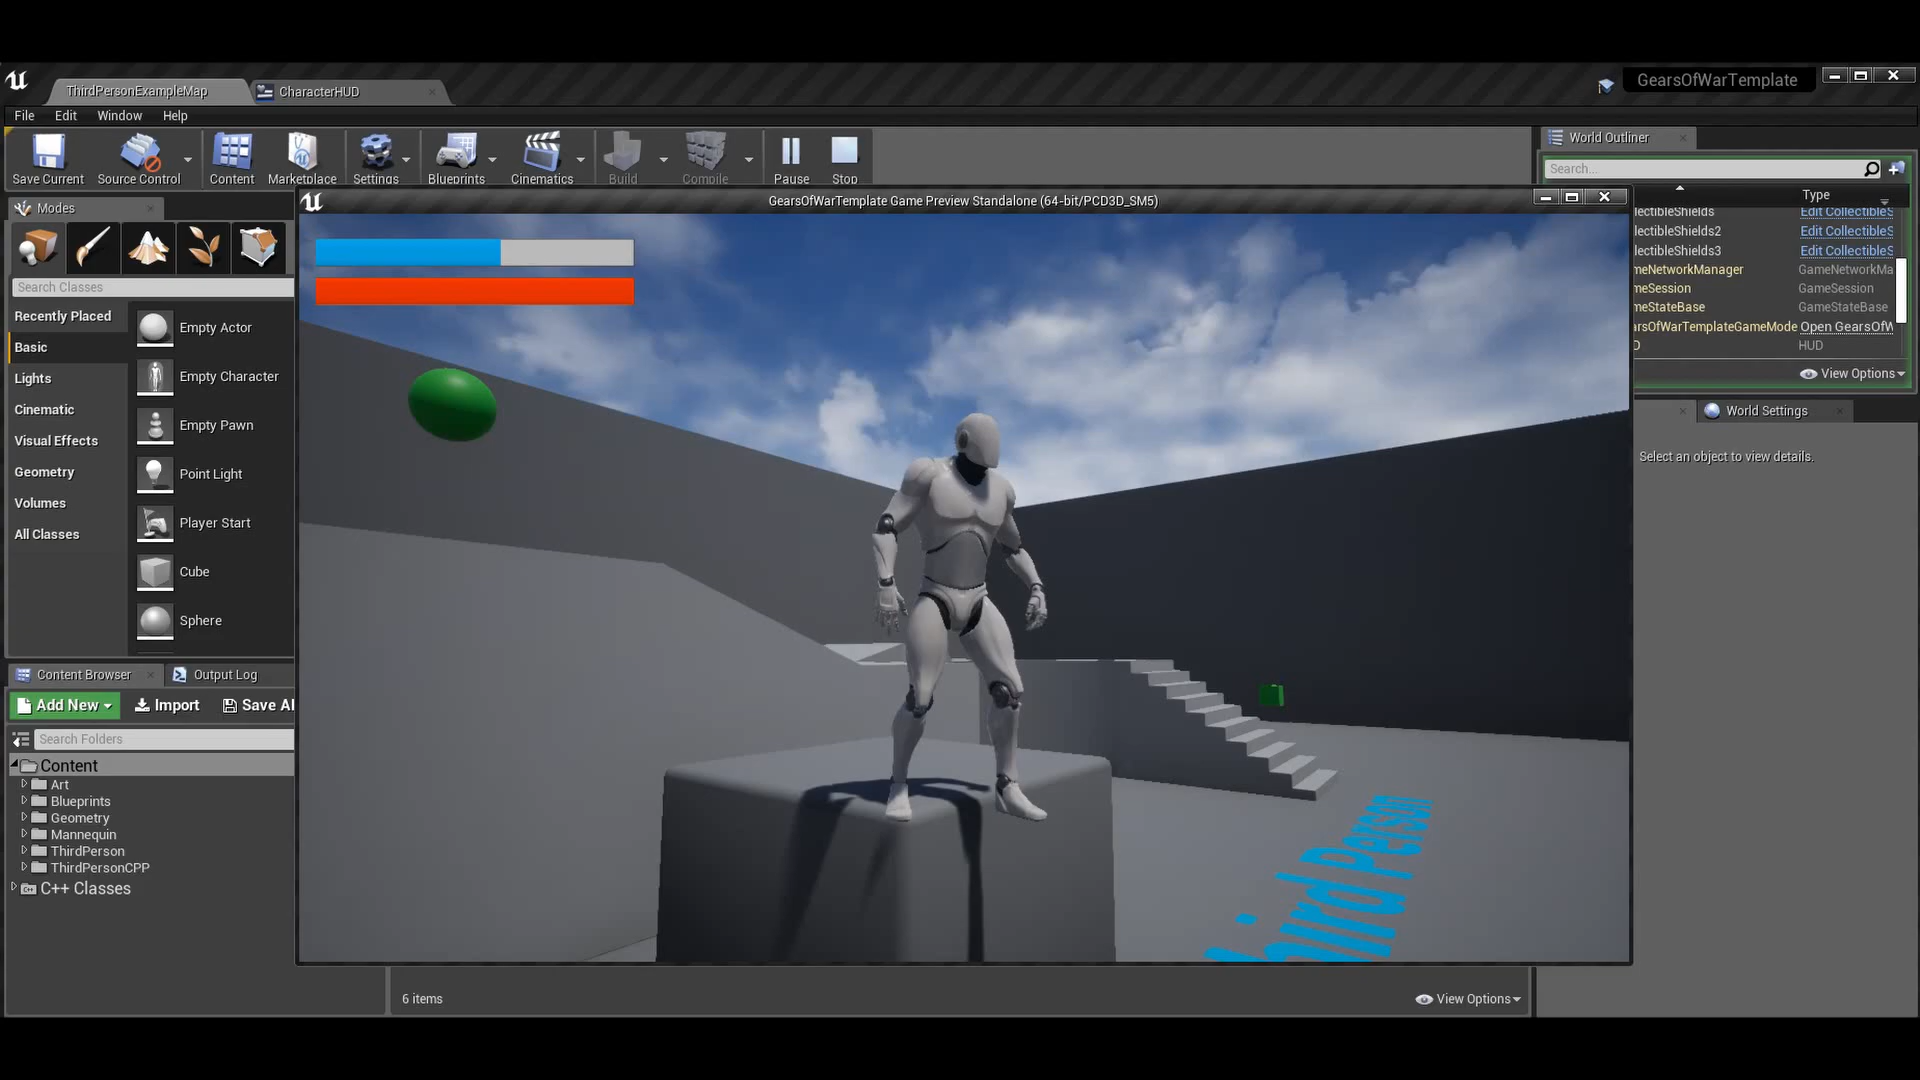 ThirdPersonExampleMap
CharacterHUD
GearsOfWarTemplate
File Edit Window Help
Save Current
Source Control
Content
Marketplace
Settings
Blueprints
Cinematics
Build
Compile
Pause
Stop
World Outliner
Search...
Type
lectibleShields Edit CollectibleS
lectibleShields2 Edit CollectibleS
lectibleShields3 Edit CollectibleS
meNetworkManager GameNetworkMa
meSession GameSession
meStateBase GameStateBase
arsOfWarTemplateGameMode Open GearsOfW
D HUD
View Options
World Settings
Select an object to view details.
Modes
Search Classes
Recently Placed
Basic
Lights
Cinematic
Visual Effects
Geometry
Volumes
All Classes
Empty Actor
Empty Character
Empty Pawn
Point Light
Player Start
Cube
Sphere
GearsOfWarTemplate Game Preview Standalone (64-bit/PCD3D_SM5)
hird Person
Content Browser
Output Log
Add New
Import
Save Al
Search Folders
Content
Art
Blueprints
Geometry
Mannequin
ThirdPerson
ThirdPersonCPP
C++ Classes
6 items
View Options